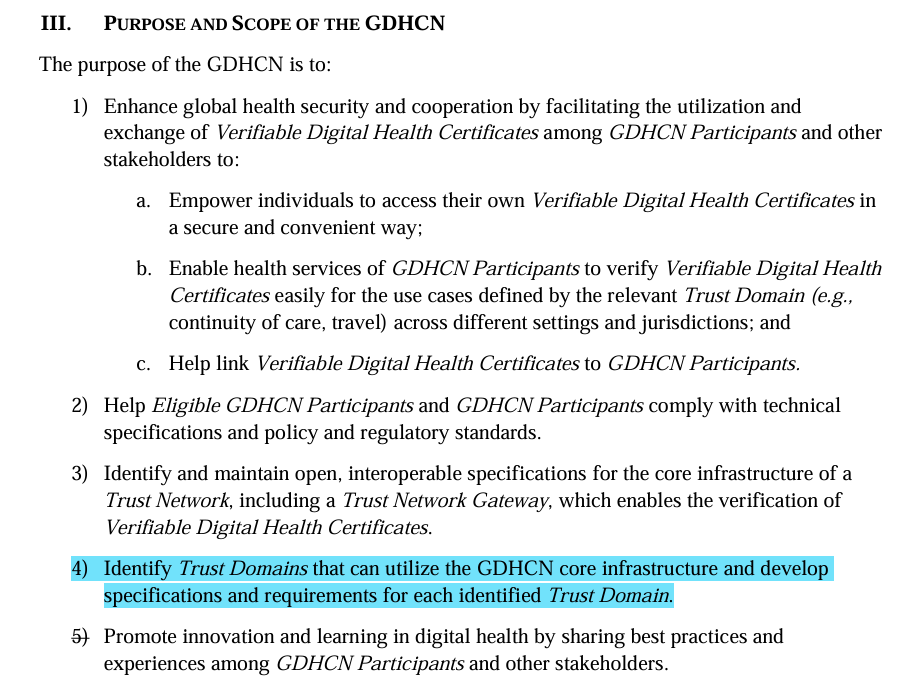 III. PURPOSE AND SCOPE OF THE GDHCN
The purpose of the GDHCN is to:
1) Enhance global health security and cooperation by facilitating the utilization and
exchange of Verifiable Digital Health Certificates among GDHCN Participants and other
stakeholders to:
a. Empower individuals to access their own Verifiable Digital Health Certificates in
a secure and convenient way;
b. Enable health services of GDHCN Participants to verify Verifiable Digital Health
Certificates easily for the use cases defined by the relevant Trust Domain (e.g.,
continuity of care, travel) across different settings and jurisdictions; and
c. Help link Verifiable Digital Health Certificates to GDHCN Participants.
2) Help Eligible GDHCN Participants and GDHCN Participants comply with technical
specifications and policy and regulatory standards.
3) Identify and maintain open, interoperable specifications for the core infrastructure of a
Trust Network, including a Trust Network Gateway, which enables the verification of
Verifiable Digital Health Certificates.
4) Identify Trust Domains that can utilize the GDHCN core infrastructure and develop
specifications and requirements for each identified Trust Domain.
5) Promote innovation and learning in digital health by sharing best practices and
experiences among GDHCN Participants and other stakeholders.